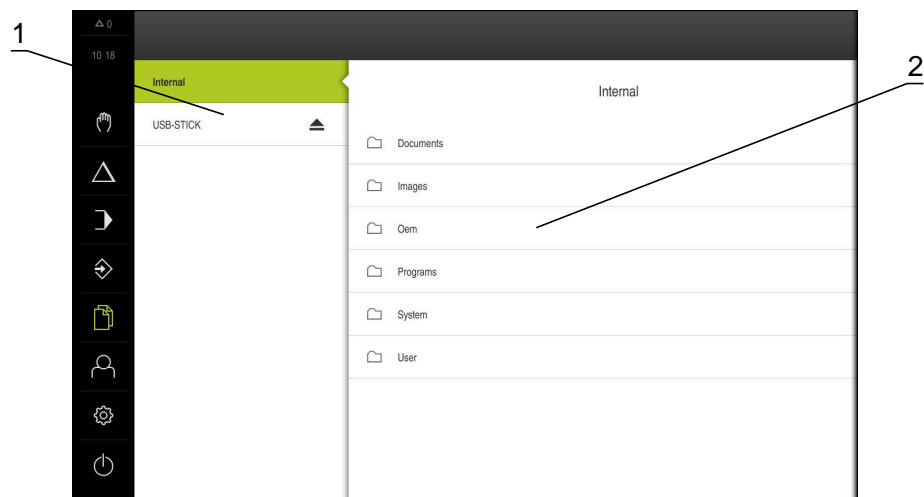 1
△ 0
10 18
Internal
USB-STICK
Internal
Documents
Images
Oem
Programs
System
User
2